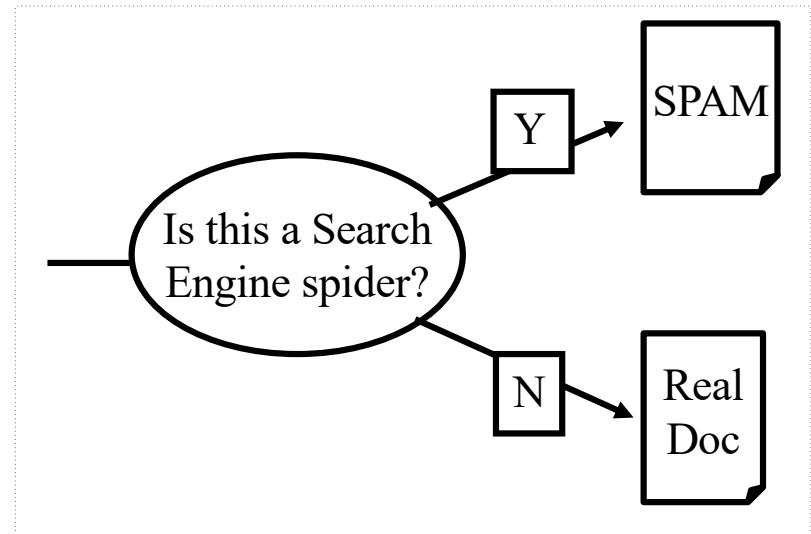 Is this a Search
Engine spider?
Y
SPAM
N
Real
Doc